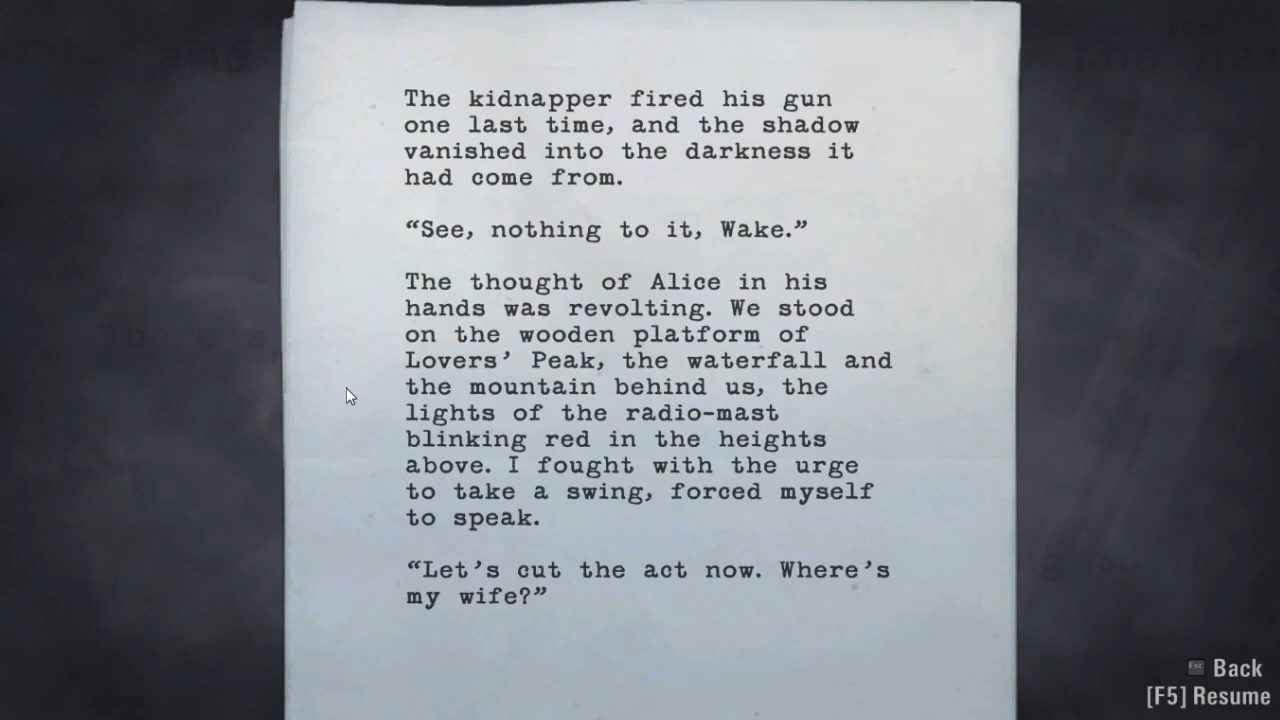 The kidnapper fired his gun
one last time, and the shadow
vanished into the darkness it
had come from.
“See, nothing to it, Wake.”
The thought of Alice in his
hands was revolting. We stood
on the wooden platform of
Lovers’ Peak, the waterfall and
the mountain behind us, the
lights of the radio-mast
blinking red in the heights
above. I fought with the urge
to take a swing, forced myself
to speak.
“Let’s cut the act now. Where’s
my wife?”
Esc Back
[F5] Resume